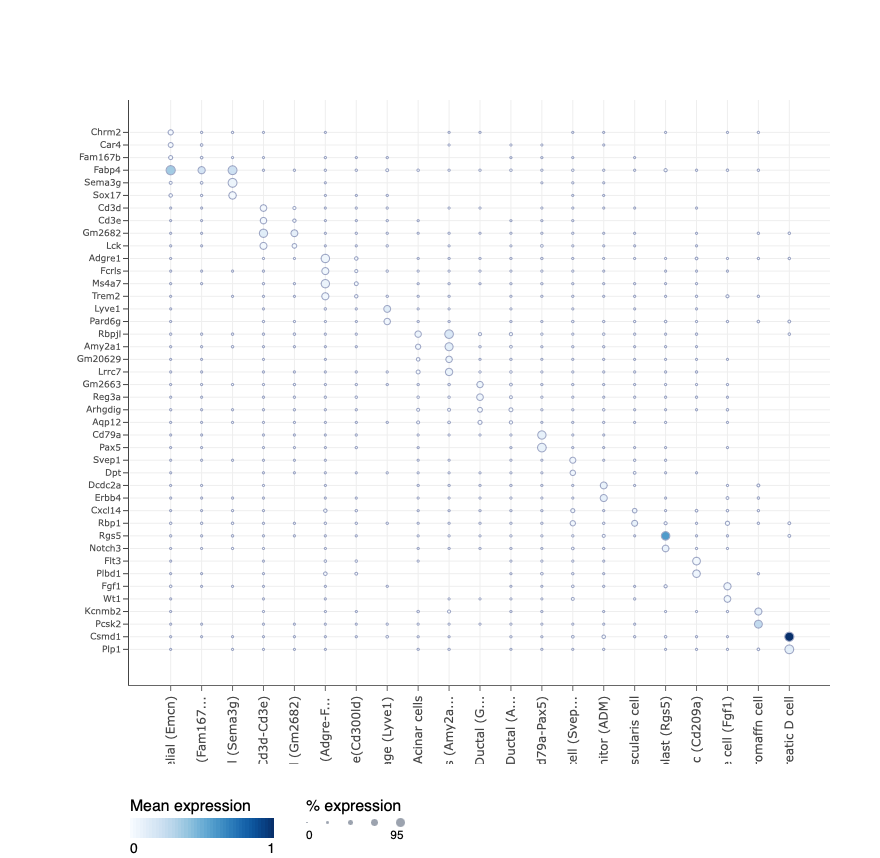 Chrm2
Car4
Fam167b
Fabp4
Sema3g
Sox17
Cd3d
Cd3e
Gm2682
Lck
Adgre1
Fcrls
Ms4a7
Trem2
Lyve1
Pard6g
Rbpjl
Amy2a1
Gm20629
Lrrc7
Gm2663
Reg3a
Arhgdig
Aqp12
Cd79a
Pax5
Svep1
Dpt
Dcdc2a
Erbb4
Cxcl14
Rbp1
Rgs5
Notch3
Flt3
Plbd1
Fgf1
Wt1
Kcnmb2
Pcsk2
Csmd1
Plp1
elial (Emcn)
(Fam167...
l (Sema3g)
Cd3d-Cd3e)
l (Gm2682)
(Adgre-F...
e(Cd300ld)
age (Lyve1)
Acinar cells
s (Amy2a...
Ductal (G...
Ductal (A...
d79a-Pax5)
cell (Svep...
nitor (ADM)
scularis cell
last (Rgs5)
c (Cd209a)
e cell (Fgf1)
omaffn cell
reatic D cell
Mean expression
0 1
% expression
0 95